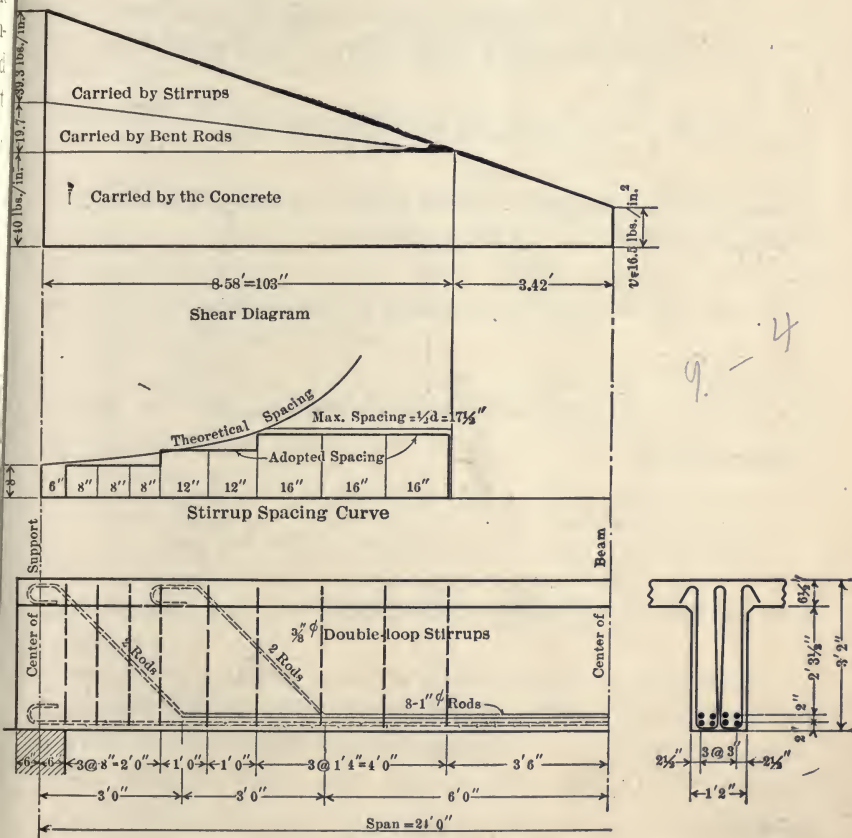 39.3 lbs./in.
19.7
40 lbs./in.
Carried by Stirrups
Carried by Bent Rods
Carried by the Concrete
v=16.5 lbs./in.²
8.58'=103"
3.42'
Shear Diagram
9. - 4
Theoretical Spacing
Max. Spacing = ½d = 17½"
Adopted Spacing
8"
6" 8" 8" 8" 12" 12" 16" 16" 16"
Stirrup Spacing Curve
Center of Support
Center of Beam
2 Rods
2 Rods
⅜"φ Double-loop Stirrups
8-1"φ Rods
6½"
2'3½"
2"
2"
3'2"
6" 6" 3@8"=2'0" 1'0" 1'0" 3@1'4"=4'0" 3'6"
2½" 3@3" 2½"
1'2"
3'0" 3'0" 6'0"
Span = 24'0"